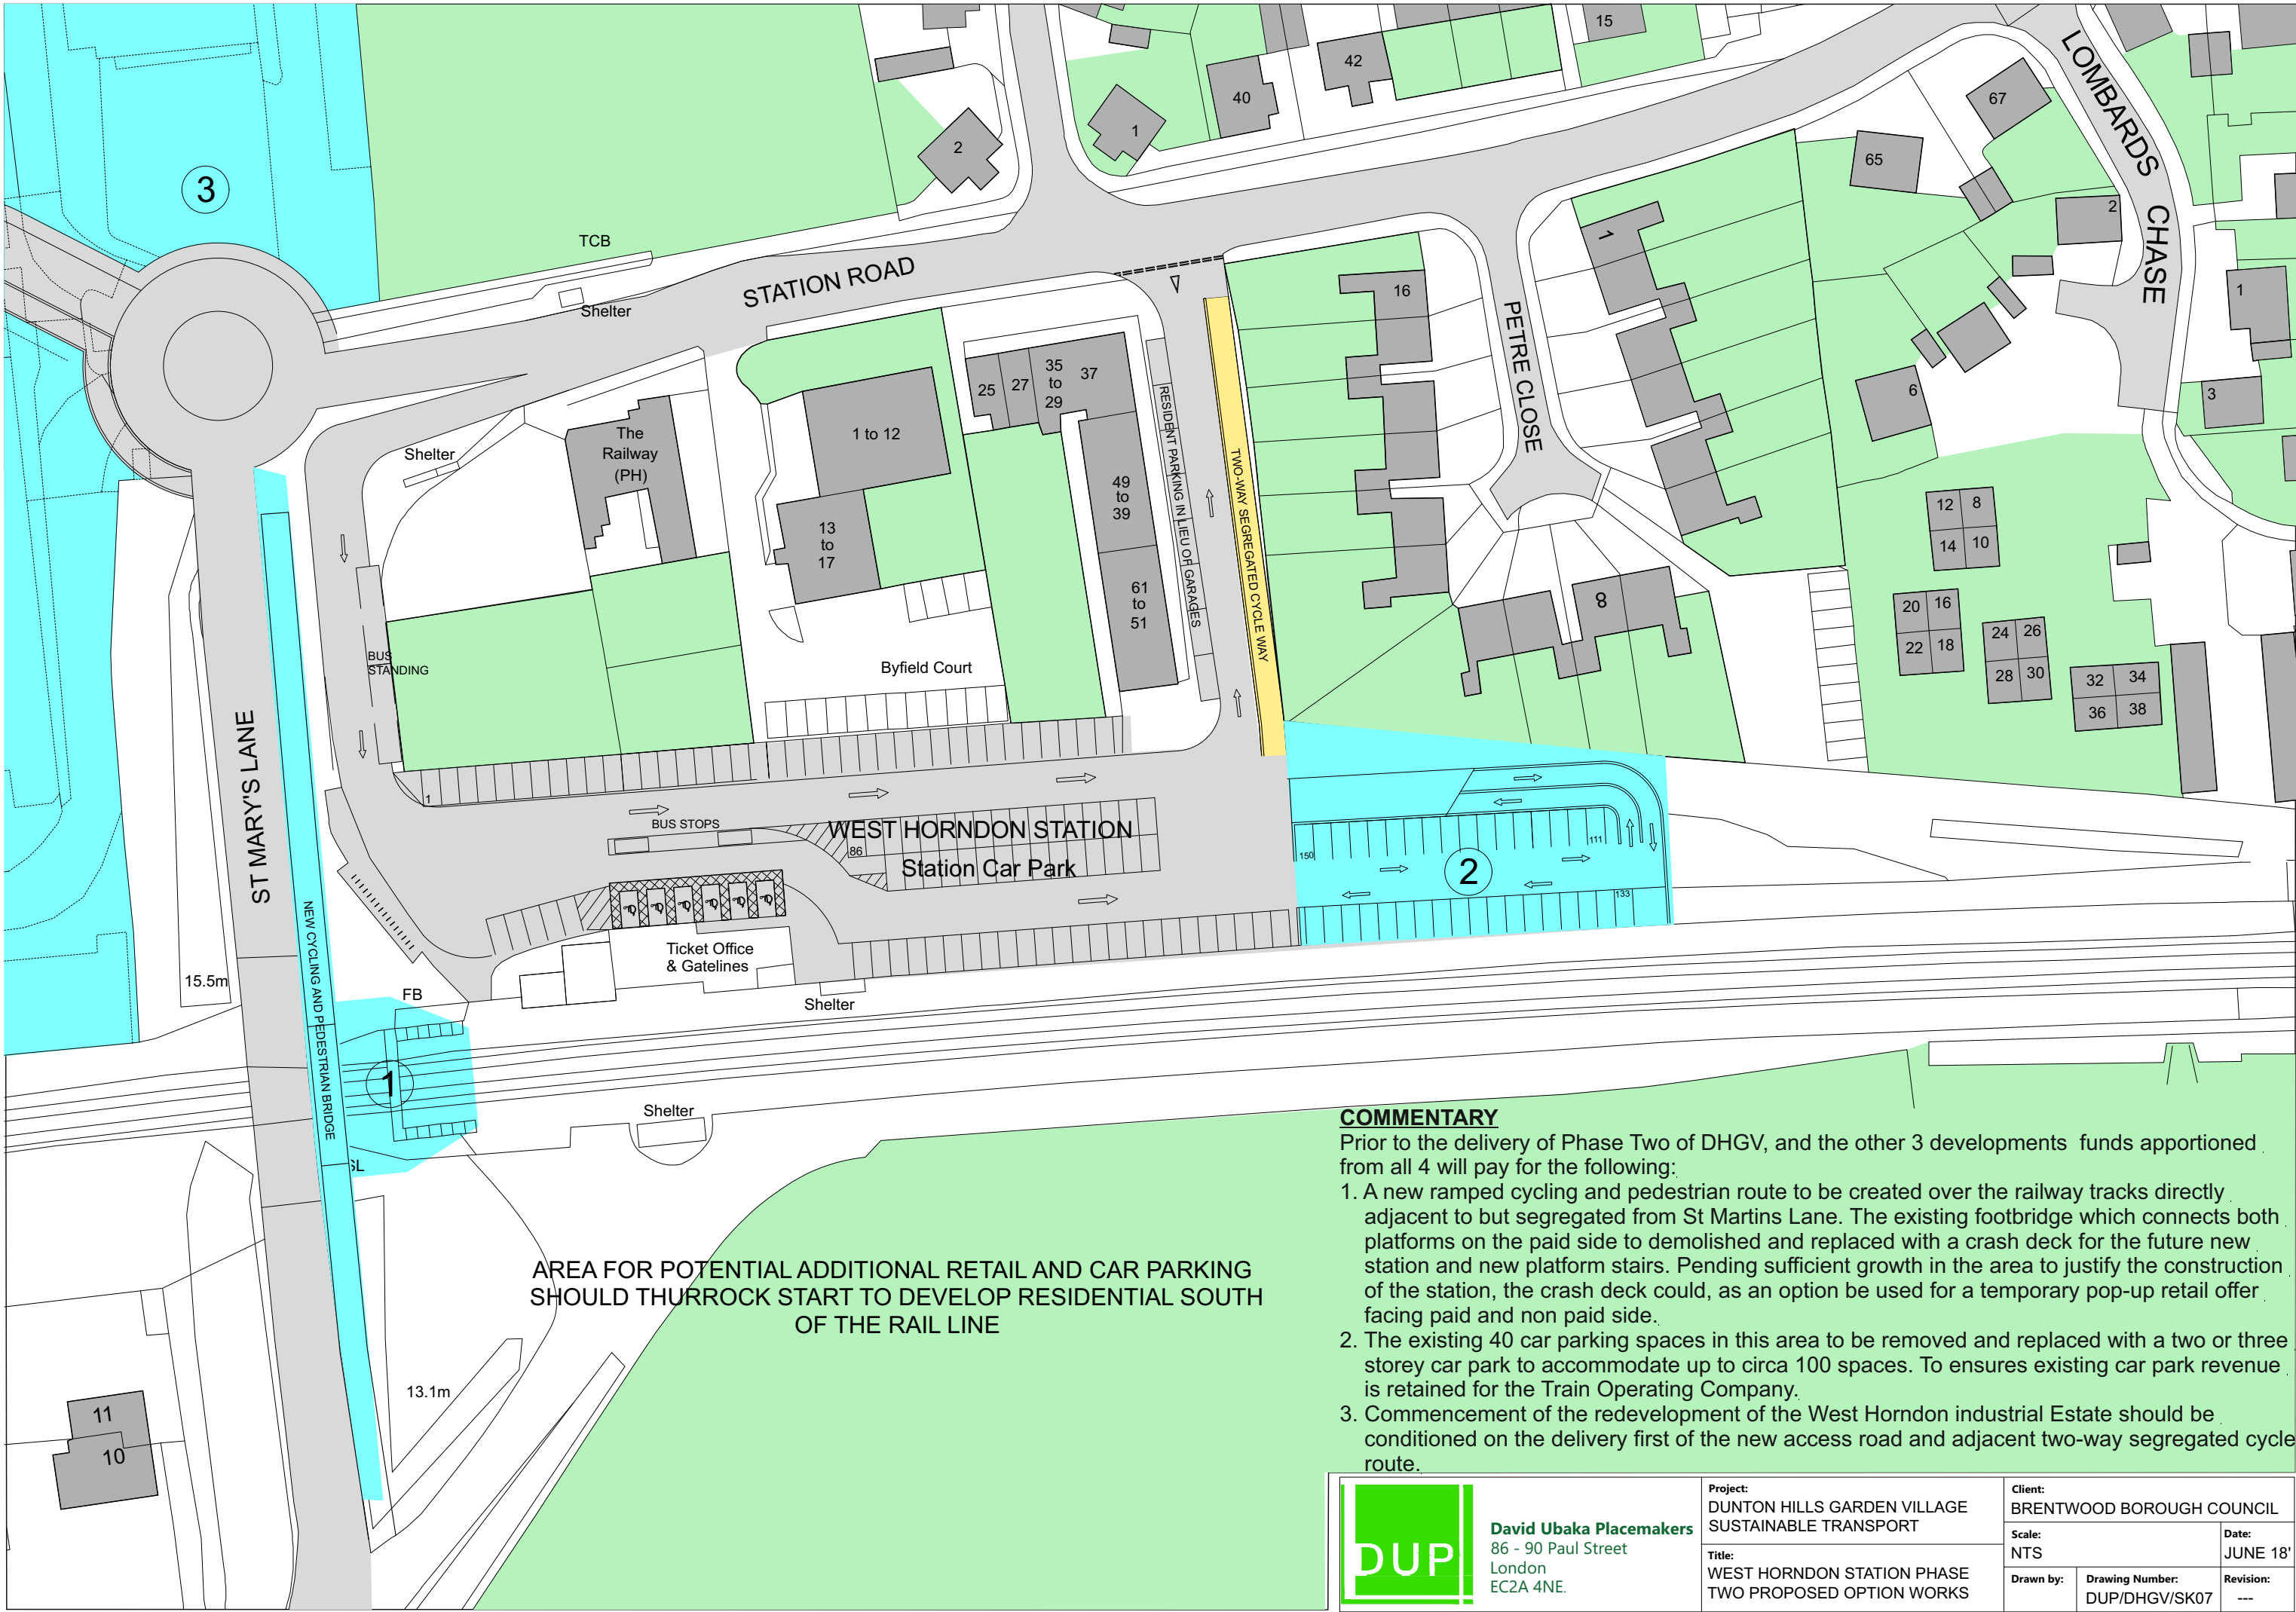 3
TCB
Shelter
STATION ROAD
2
1
40
42
15
LOMBARDS CHASE
67
65
2
1
3
6
1
16
PETRE CLOSE
8
12 8
14 10
20 16
22 18
24 26
28 30
32 34
36 38
Shelter
The
Railway
(PH)
1 to 12
13
to
17
25
27
35
to
29
37
49
to
39
61
to
51
RESIDENT PARKING IN LIEU OF GARAGES
TWO-WAY SEGREGATED CYCLE WAY
BUS
STANDING
Byfield Court
1
BUS STOPS
WEST HORNDON STATION
86
Station Car Park
150
111
2
133
ST MARY'S LANE
NEW CYCLING AND PEDESTRIAN BRIDGE
Ticket Office
& Gatelines
Shelter
15.5m
FB
1
Shelter
SL
AREA FOR POTENTIAL ADDITIONAL RETAIL AND CAR PARKING
SHOULD THURROCK START TO DEVELOP RESIDENTIAL SOUTH
OF THE RAIL LINE
13.1m
11
10
COMMENTARY
Prior to the delivery of Phase Two of DHGV, and the other 3 developments funds apportioned
from all 4 will pay for the following:
1. A new ramped cycling and pedestrian route to be created over the railway tracks directly
adjacent to but segregated from St Martins Lane. The existing footbridge which connects both
platforms on the paid side to demolished and replaced with a crash deck for the future new
station and new platform stairs. Pending sufficient growth in the area to justify the construction
of the station, the crash deck could, as an option be used for a temporary pop-up retail offer
facing paid and non paid side.
2. The existing 40 car parking spaces in this area to be removed and replaced with a two or three
storey car park to accommodate up to circa 100 spaces. To ensures existing car park revenue
is retained for the Train Operating Company.
3. Commencement of the redevelopment of the West Horndon industrial Estate should be
conditioned on the delivery first of the new access road and adjacent two-way segregated cycle
route.
DUP
David Ubaka Placemakers
86 - 90 Paul Street
London
EC2A 4NE.
Project:
DUNTON HILLS GARDEN VILLAGE
SUSTAINABLE TRANSPORT
Title:
WEST HORNDON STATION PHASE
TWO PROPOSED OPTION WORKS
Client:
BRENTWOOD BOROUGH COUNCIL
Scale:
NTS
Date:
JUNE 18'
Drawn by:
Drawing Number:
DUP/DHGV/SK07
Revision:
---